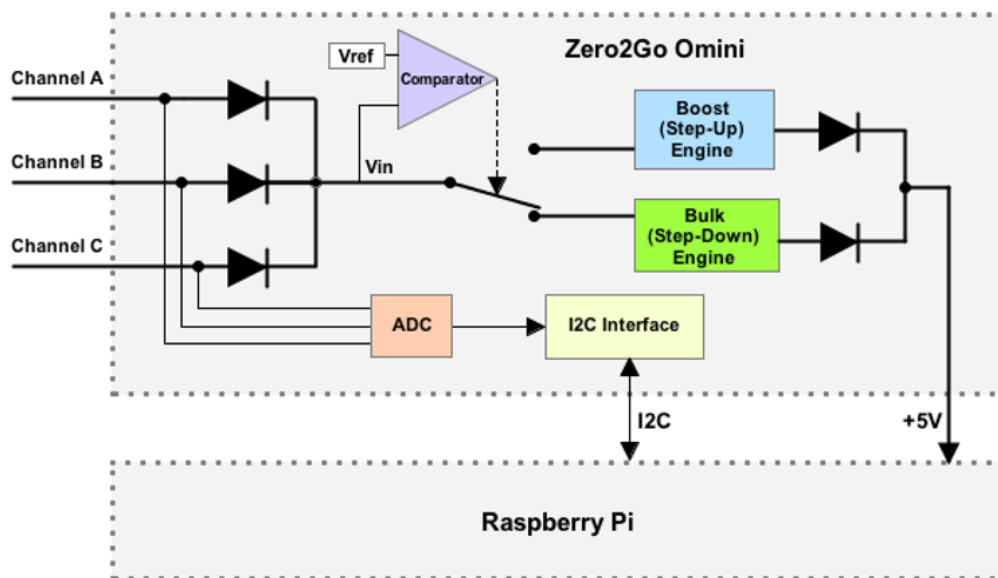 Zero2Go Omini
Vref
Comparator
Channel A
Boost
(Step-Up)
Engine
Channel B
Vin
Bulk
(Step-Down)
Engine
Channel C
ADC
I2C Interface
I2C
+5V
Raspberry Pi